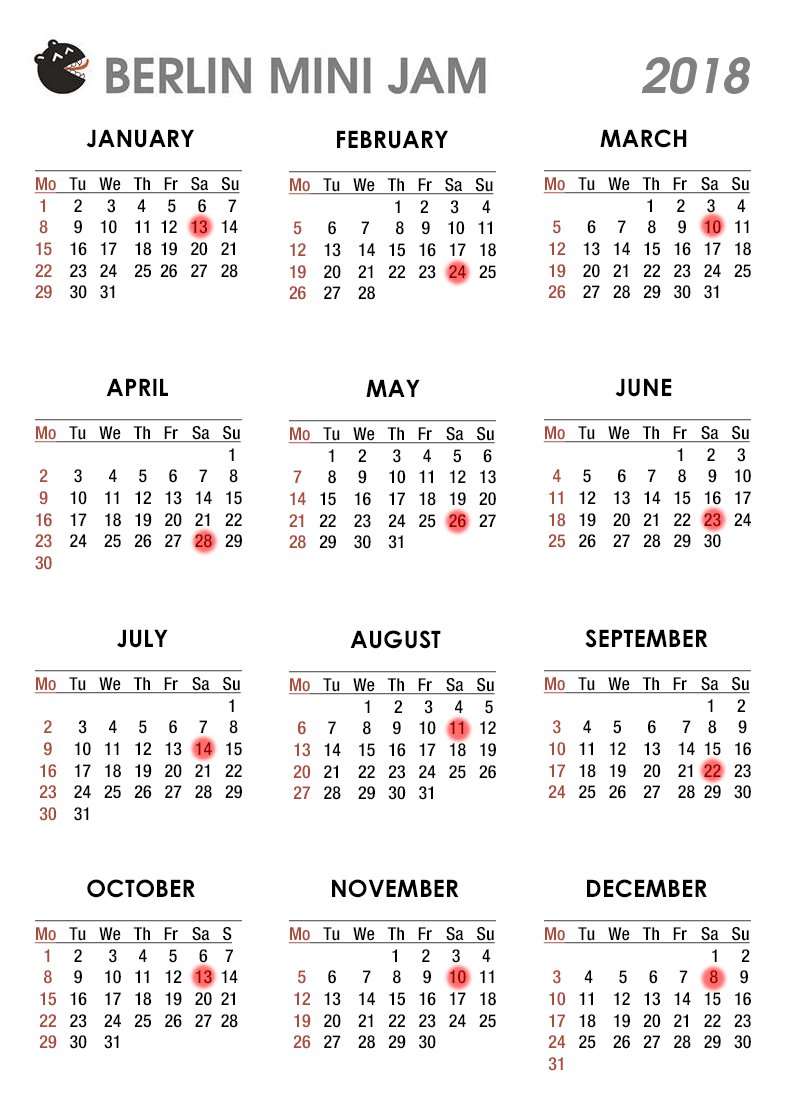 BERLIN MINI JAM 2018
JANUARY
Mo Tu We Th Fr Sa Su
1 2 3 4 5 6 7
8 9 10 11 12 13 14
15 16 17 18 19 20 21
22 23 24 25 26 27 28
29 30 31
FEBRUARY
Mo Tu We Th Fr Sa Su
1 2 3 4
5 6 7 8 9 10 11
12 13 14 15 16 17 18
19 20 21 22 23 24 25
26 27 28
MARCH
Mo Tu We Th Fr Sa Su
1 2 3 4
5 6 7 8 9 10 11
12 13 14 15 16 17 18
19 20 21 22 23 24 25
26 27 28 29 30 31
APRIL
Mo Tu We Th Fr Sa Su
1
2 3 4 5 6 7 8
9 10 11 12 13 14 15
16 17 18 19 20 21 22
23 24 25 26 27 28 29
30
MAY
Mo Tu We Th Fr Sa Su
1 2 3 4 5 6
7 8 9 10 11 12 13
14 15 16 17 18 19 20
21 22 23 24 25 26 27
28 29 30 31
JUNE
Mo Tu We Th Fr Sa Su
1 2 3
4 5 6 7 8 9 10
11 12 13 14 15 16 17
18 19 20 21 22 23 24
25 26 27 28 29 30
JULY
Mo Tu We Th Fr Sa Su
1
2 3 4 5 6 7 8
9 10 11 12 13 14 15
16 17 18 19 20 21 22
23 24 25 26 27 28 29
30 31
AUGUST
Mo Tu We Th Fr Sa Su
1 2 3 4 5
6 7 8 9 10 11 12
13 14 15 16 17 18 19
20 21 22 23 24 25 26
27 28 29 30 31
SEPTEMBER
Mo Tu We Th Fr Sa Su
1 2
3 4 5 6 7 8 9
10 11 12 13 14 15 16
17 18 19 20 21 22 23
24 25 26 27 28 29 30
OCTOBER
Mo Tu We Th Fr Sa S
1 2 3 4 5 6 7
8 9 10 11 12 13 14
15 16 17 18 19 20 21
22 23 24 25 26 27 28
29 30 31
NOVEMBER
Mo Tu We Th Fr Sa Su
1 2 3 4
5 6 7 8 9 10 11
12 13 14 15 16 17 18
19 20 21 22 23 24 25
26 27 28 29 30
DECEMBER
Mo Tu We Th Fr Sa Su
1 2
3 4 5 6 7 8 9
10 11 12 13 14 15 16
17 18 19 20 21 22 23
24 25 26 27 28 29 30
31